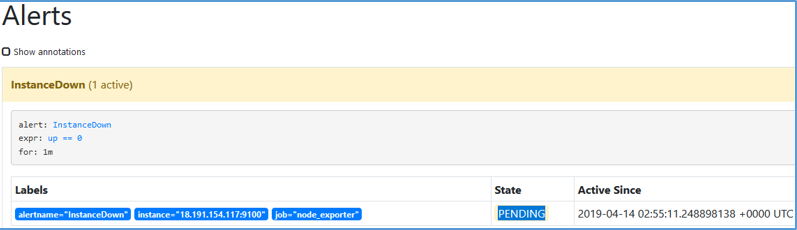 Alerts
Show annotations
InstanceDown (1 active)
alert: InstanceDown
expr: up == 0
for: 1m
Labels State Active Since
alertname="InstanceDown" instance="18.191.154.117:9100" job="node_exporter" PENDING 2019-04-14 02:55:11.248898138 +0000 UTC